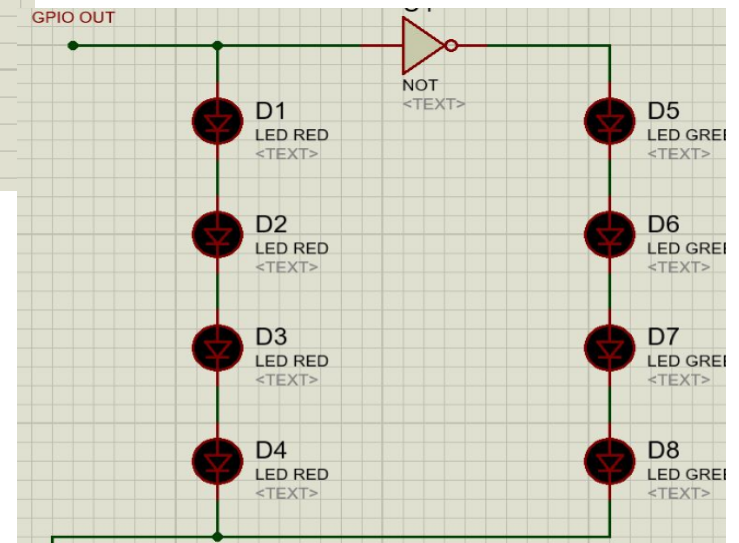 GPIO OUT
NOT
<TEXT>
D1
LED RED
<TEXT>
D5
<TEXT>
D2
LED RED
<TEXT>
D6
<TEXT>
D3
LED RED
<TEXT>
D7
<TEXT>
D4
LED RED
<TEXT>
D8
<TEXT>